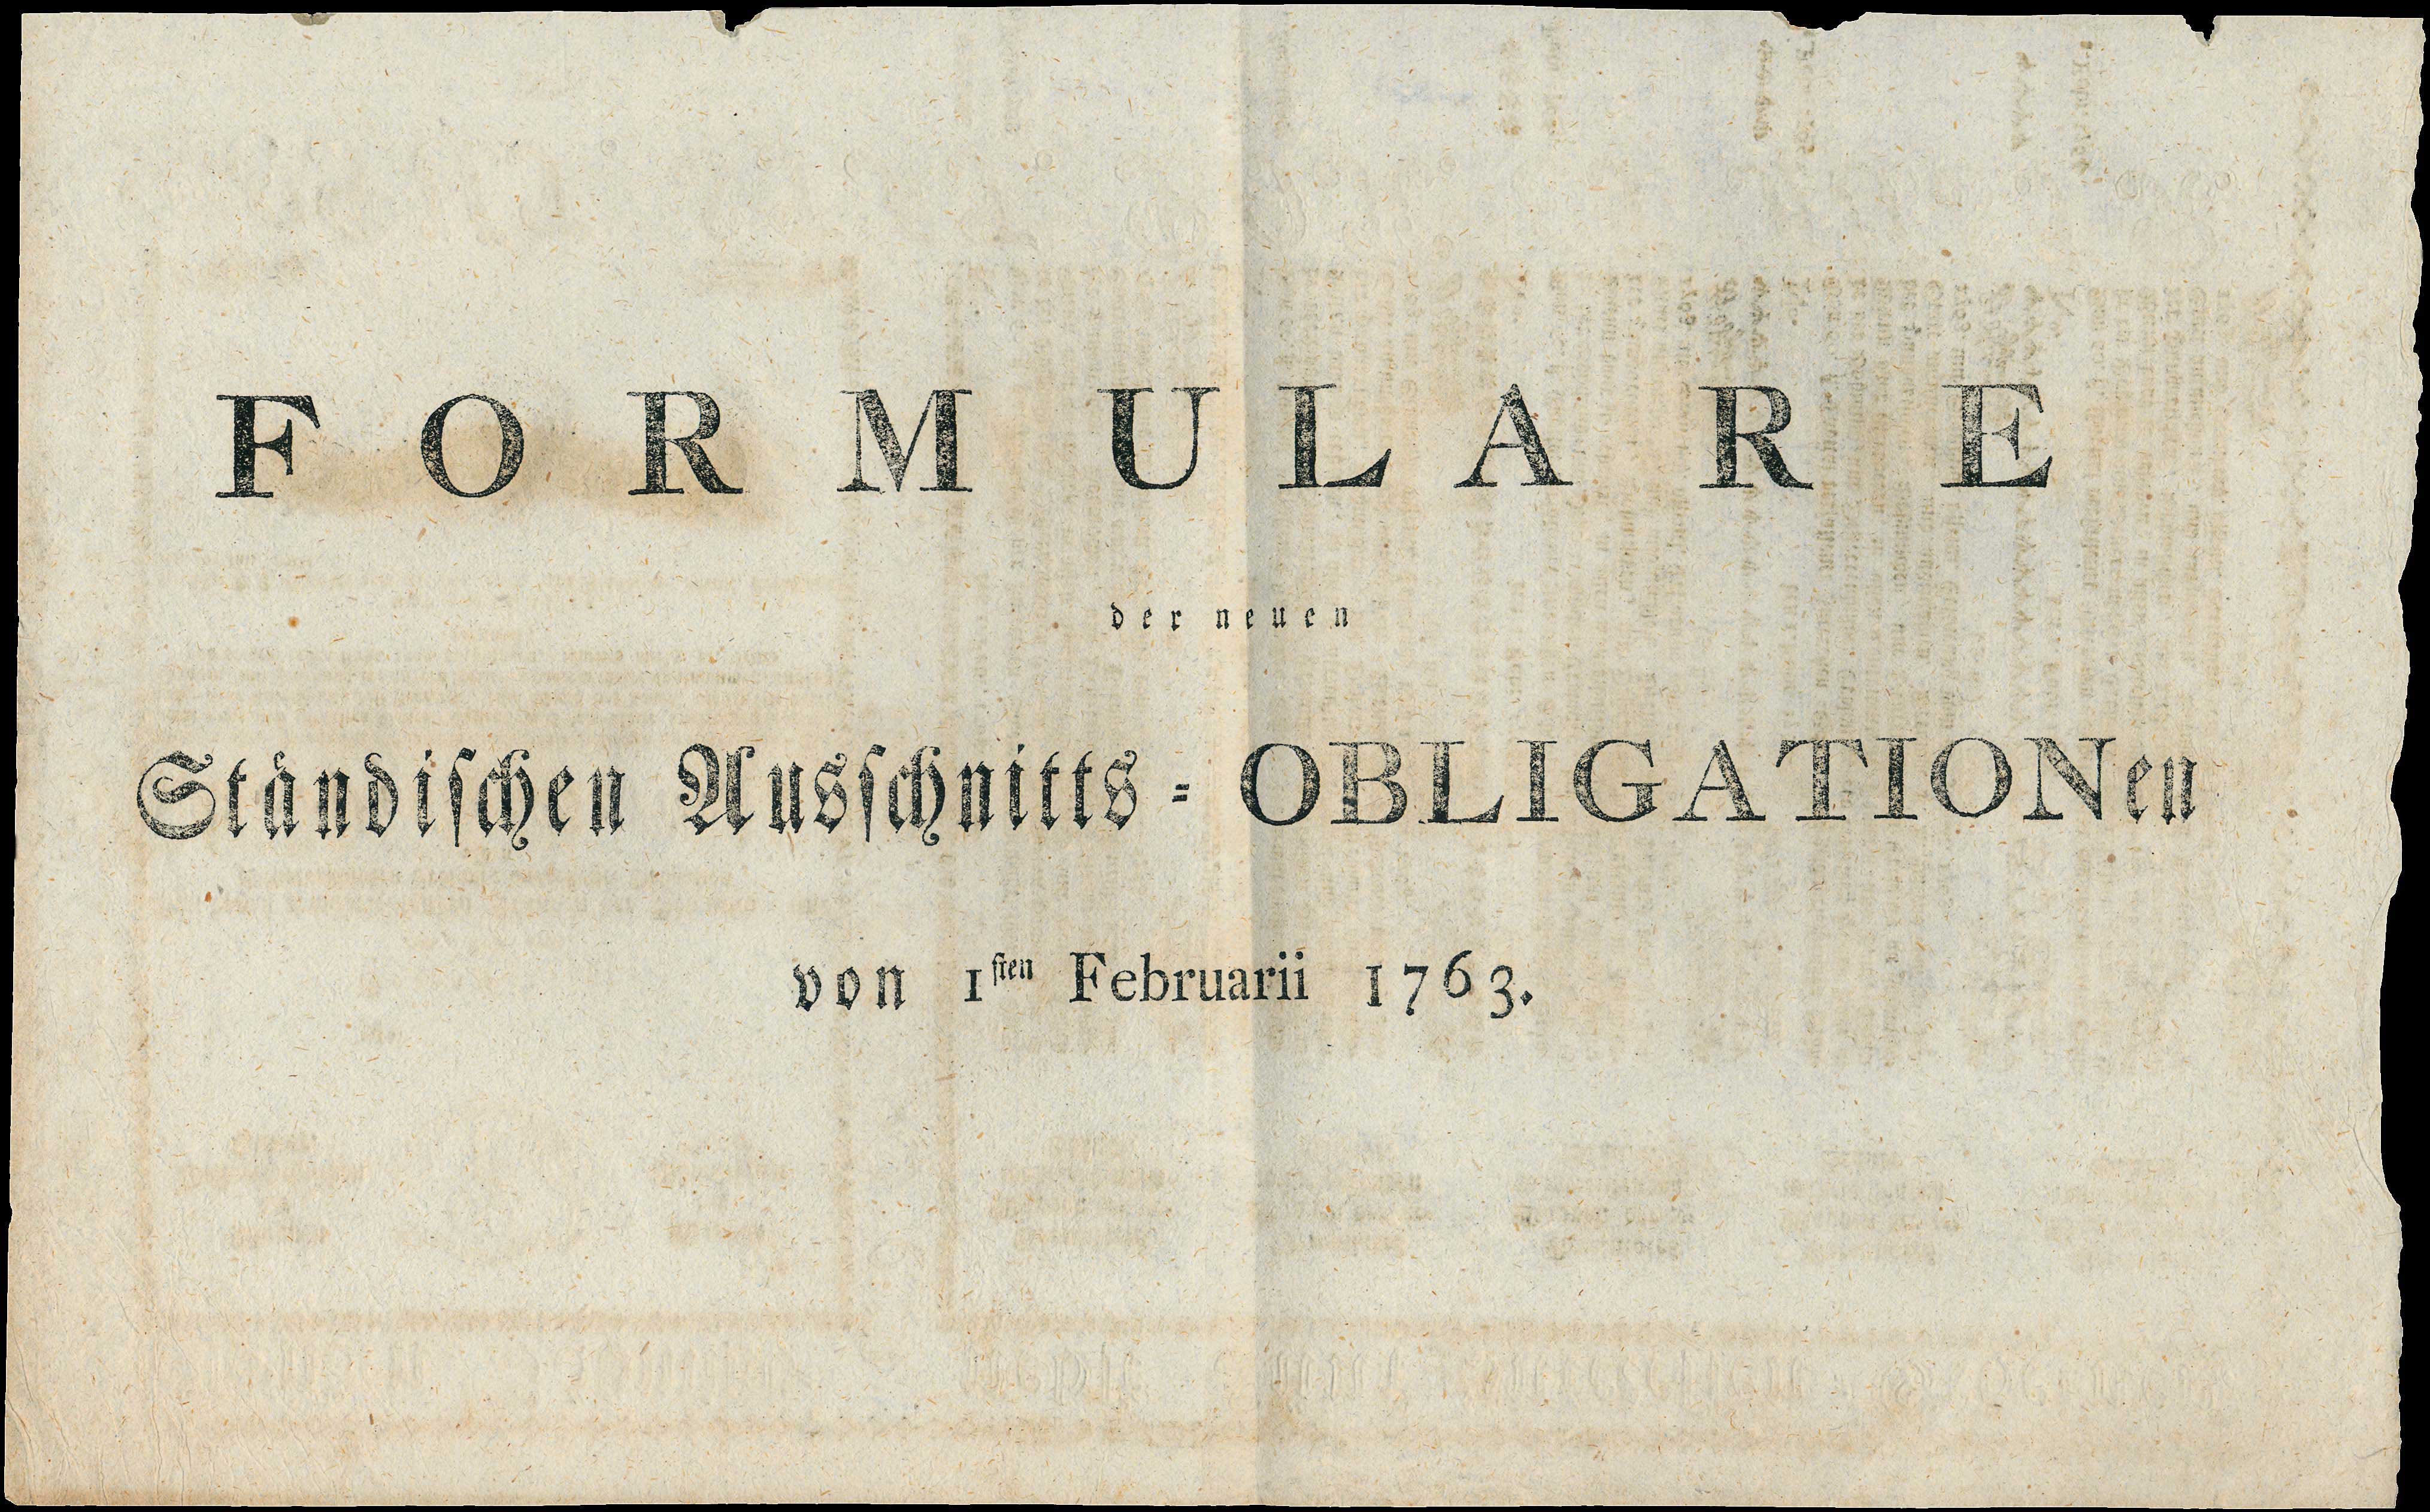 FORMULARE
der neuen
Ständiſchen Ausſchnitts = OBLIGATIONen
von 1ſten Februarii 1763.